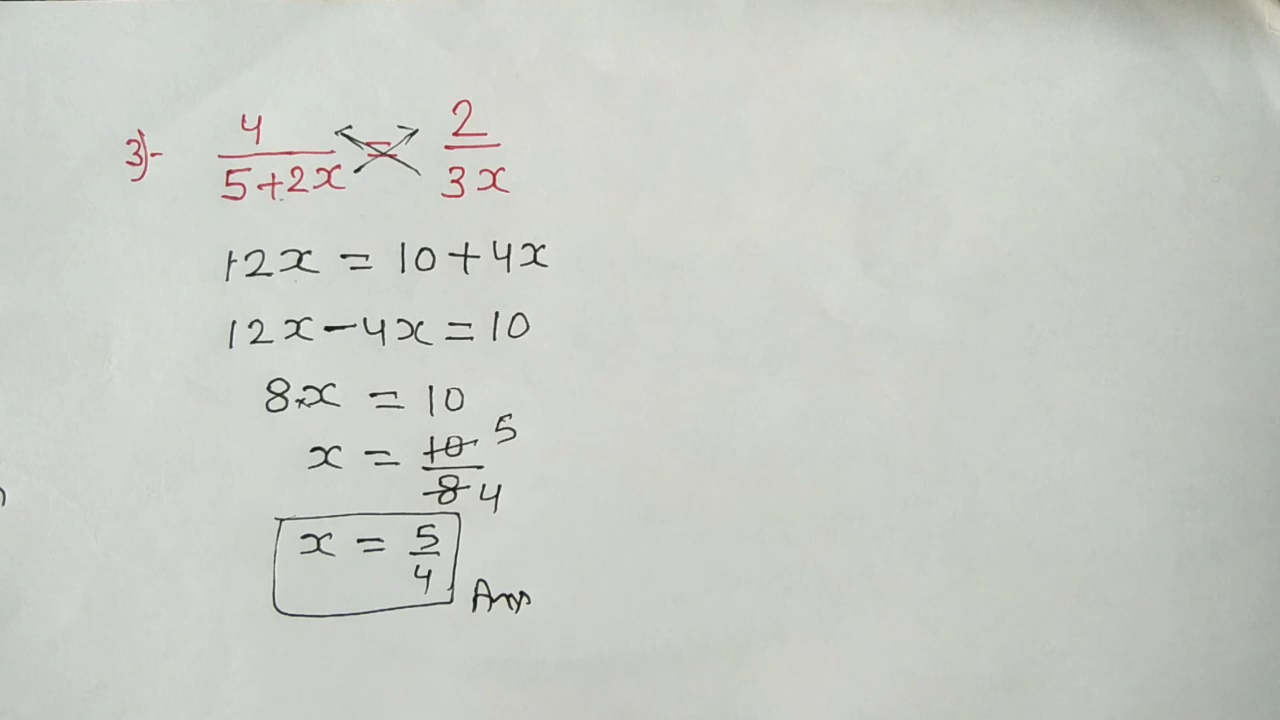 3)- 4/(5+2x) = 2/(3x)
12x = 10+4x
12x-4x = 10
8x = 10
x = 10/8 5 4
x = 5/4
Ans